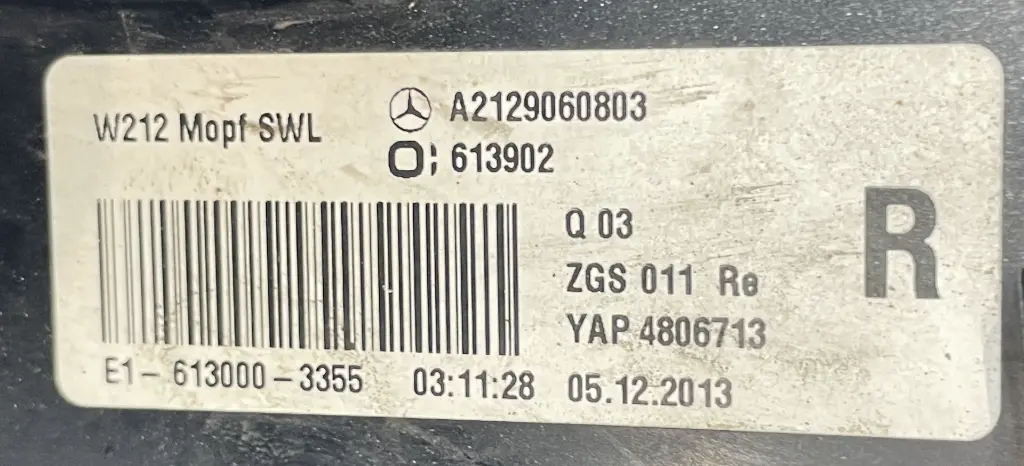 W212 Mopf SWL
A2129060803
O; 613902
Q 03
ZGS 011 Re
YAP 4806713
R
E1-613000-3355 03:11:28 05.12.2013